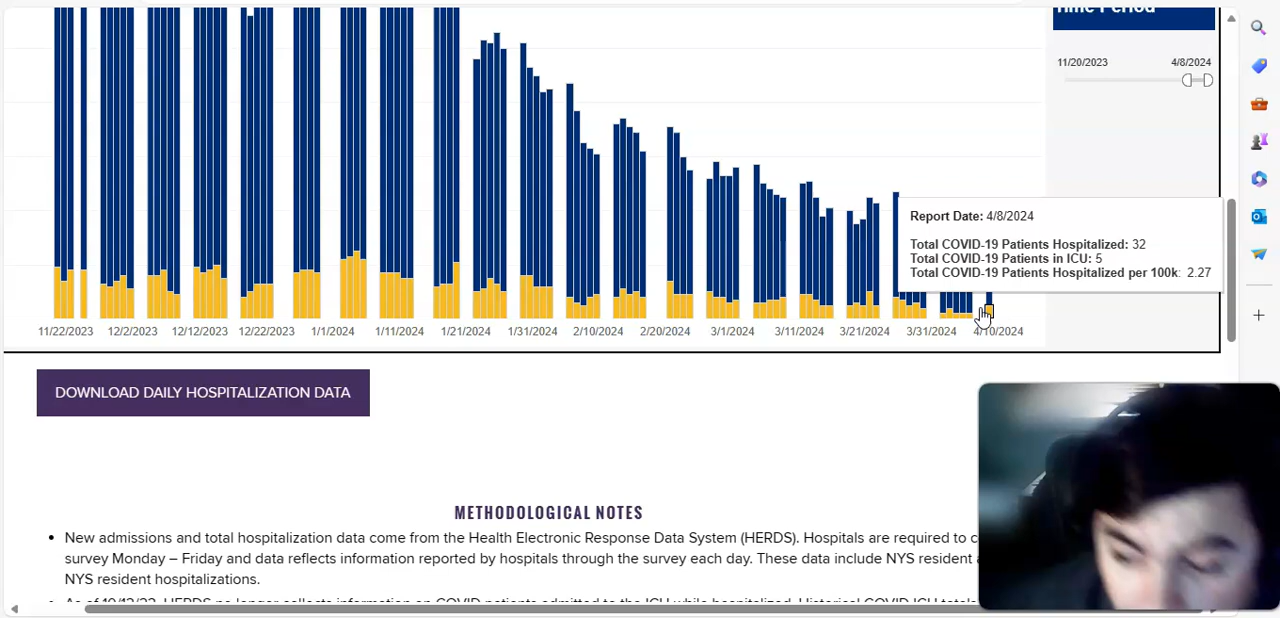 Time Period
11/20/2023 4/8/2024
Report Date: 4/8/2024
Total COVID-19 Patients Hospitalized: 32
Total COVID-19 Patients in ICU: 5
Total COVID-19 Patients Hospitalized per 100k: 2.27
11/22/2023 12/2/2023 12/12/2023 12/22/2023 1/1/2024 1/11/2024 1/21/2024 1/31/2024 2/10/2024 2/20/2024 3/1/2024 3/11/2024 3/21/2024 3/31/2024 4/10/2024
DOWNLOAD DAILY HOSPITALIZATION DATA
METHODOLOGICAL NOTES
New admissions and total hospitalization data come from the Health Electronic Response Data System (HERDS). Hospitals are required to
survey Monday – Friday and data reflects information reported by hospitals through the survey each day. These data include NYS resident
NYS resident hospitalizations.